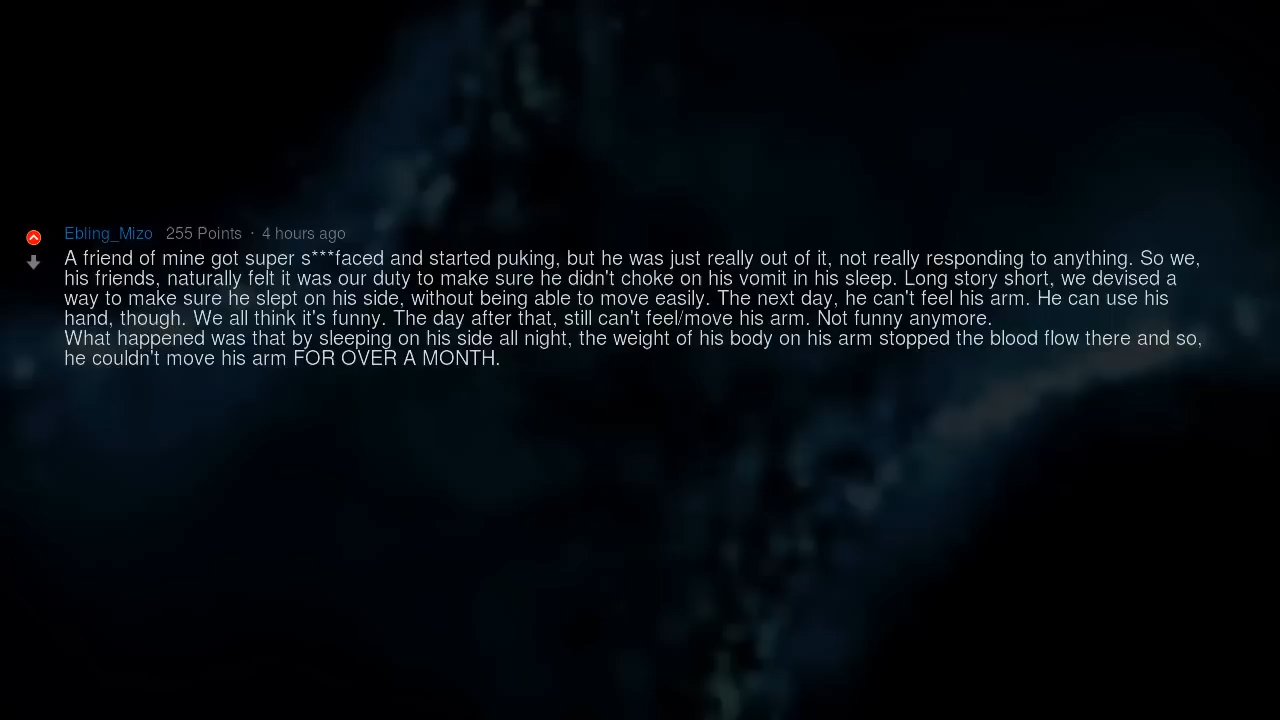 Ebling_Mizo 255 Points · 4 hours ago
A friend of mine got super s***faced and started puking, but he was just really out of it, not really responding to anything. So we,
his friends, naturally felt it was our duty to make sure he didn't choke on his vomit in his sleep. Long story short, we devised a
way to make sure he slept on his side, without being able to move easily. The next day, he can't feel his arm. He can use his
hand, though. We all think it's funny. The day after that, still can't feel/move his arm. Not funny anymore.
What happened was that by sleeping on his side all night, the weight of his body on his arm stopped the blood flow there and so,
he couldn't move his arm FOR OVER A MONTH.